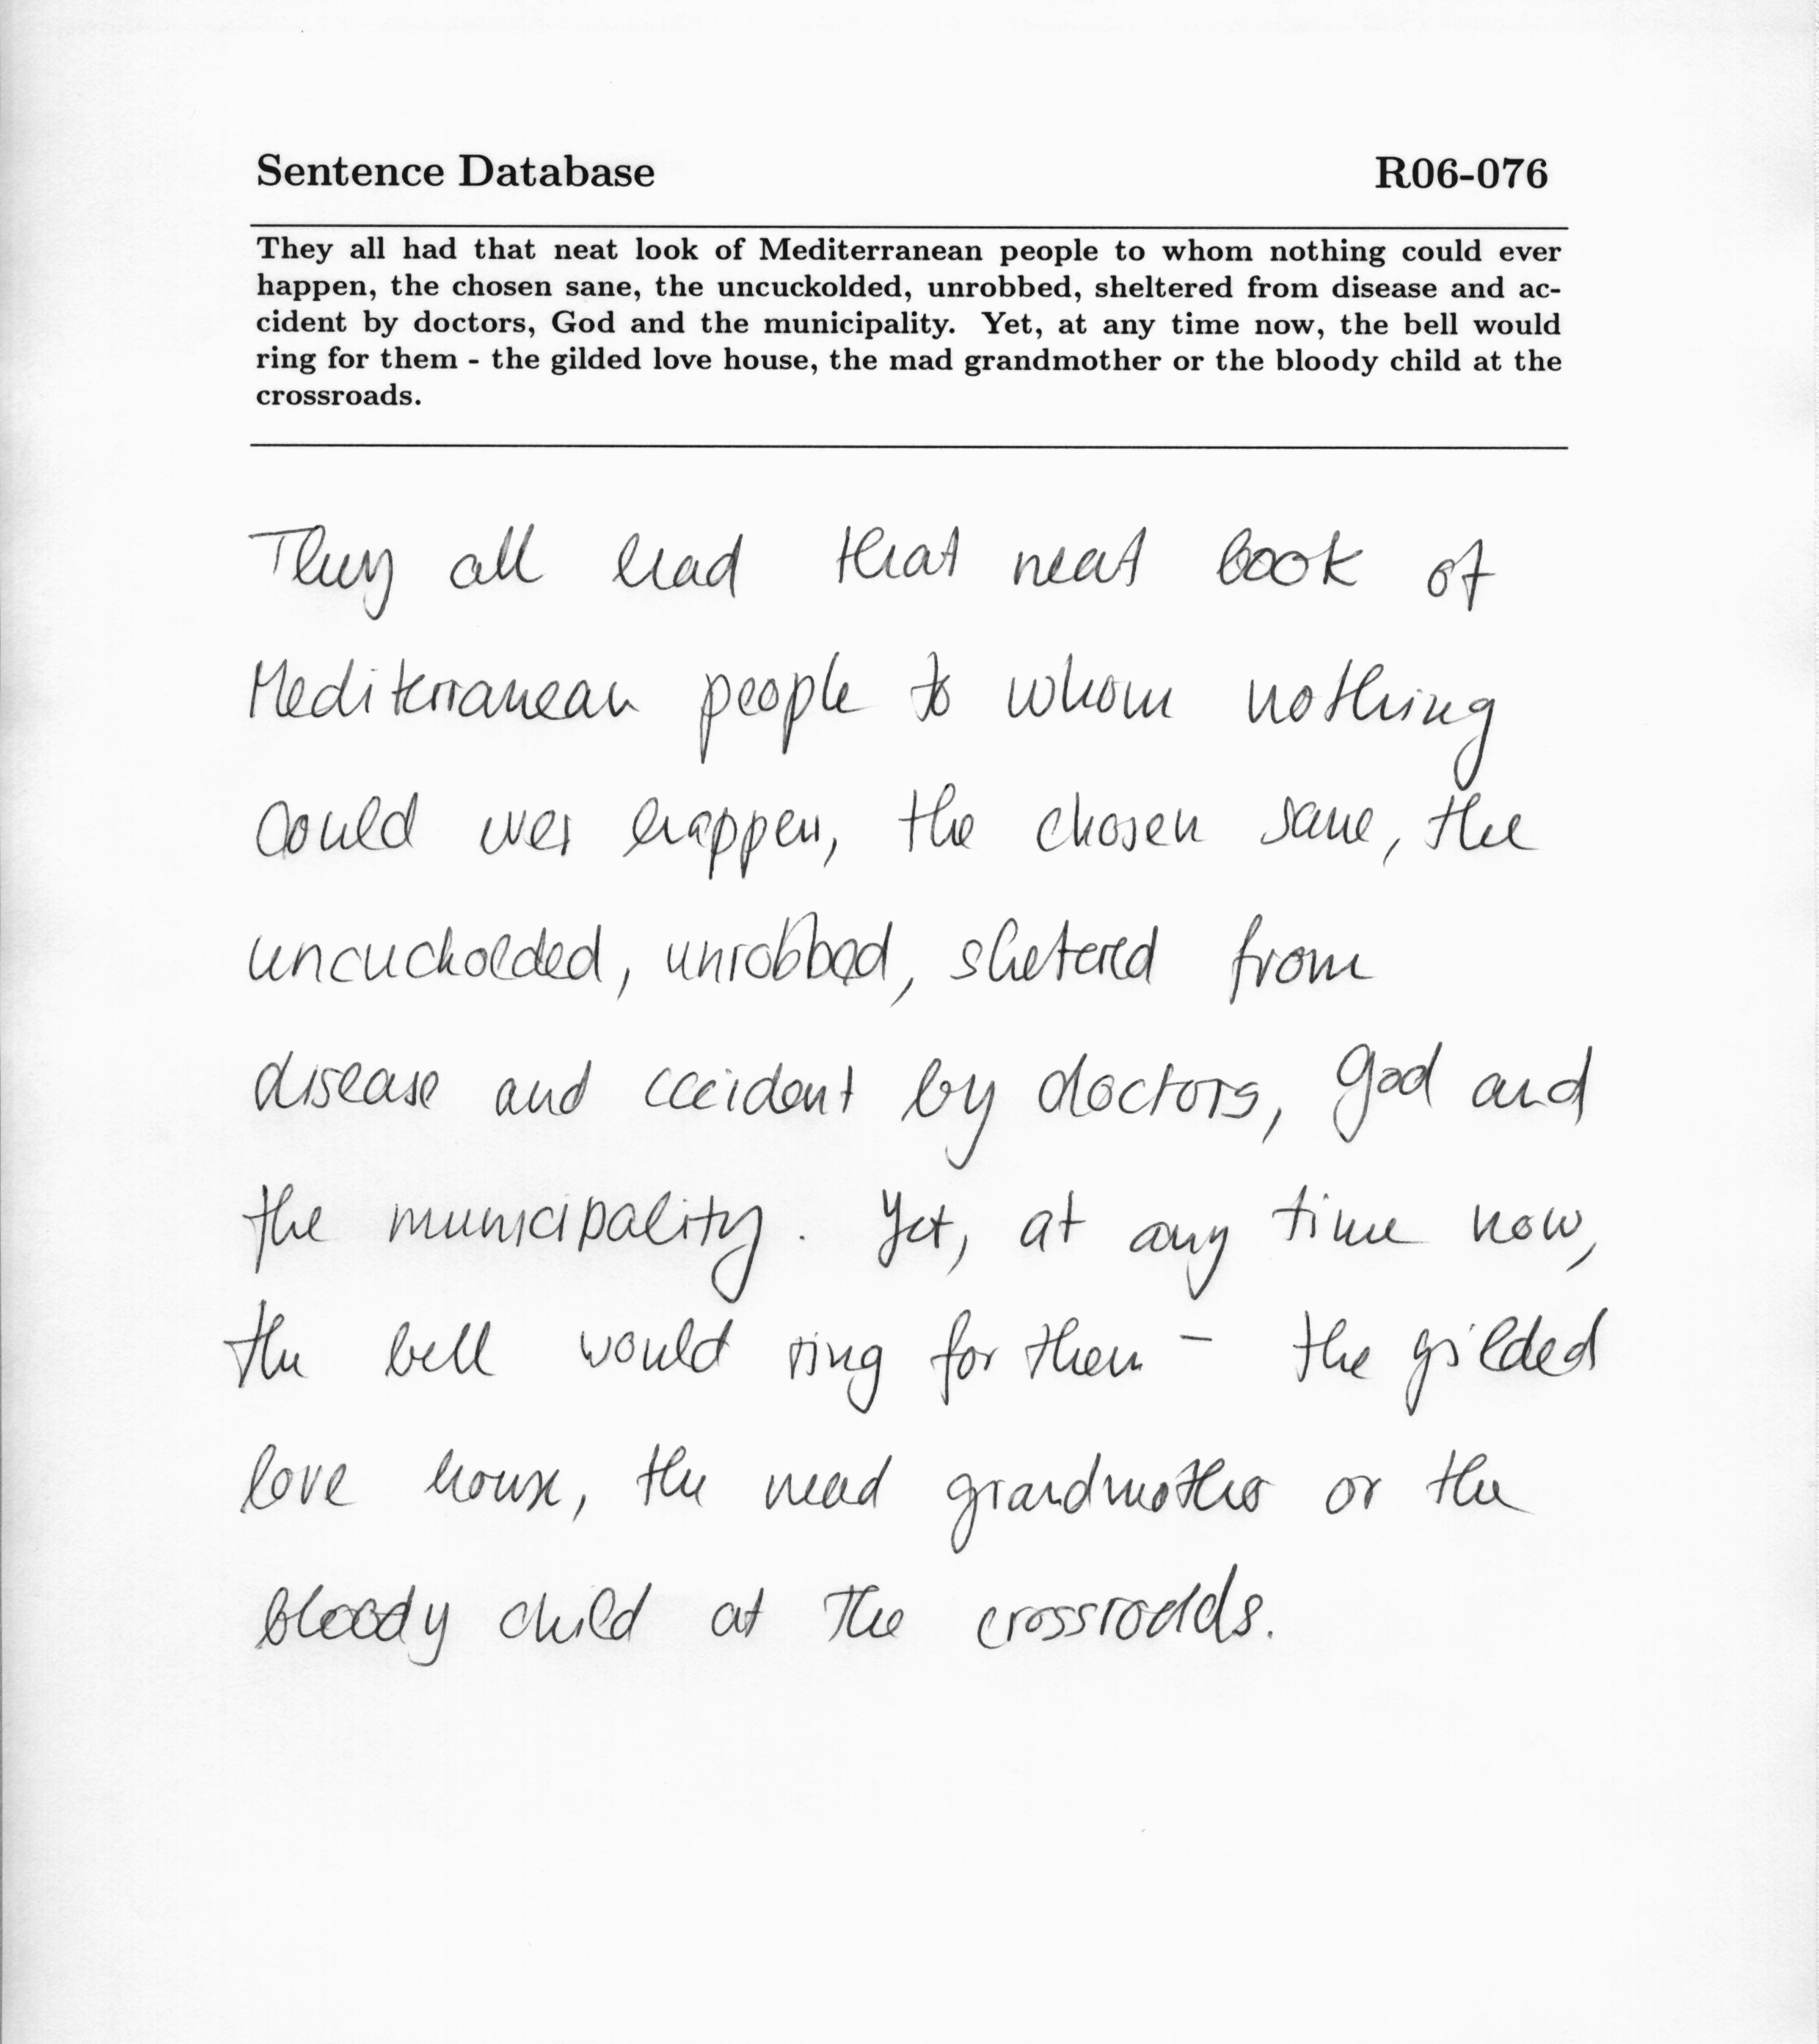 Sentence Database R06-076
They all had that neat look of Mediterranean people to whom nothing could ever
happen, the chosen sane, the uncuckolded, unrobbed, sheltered from disease and ac-
cident by doctors, God and the municipality. Yet, at any time now, the bell would
ring for them - the gilded love house, the mad grandmother or the bloody child at the
crossroads.
They all had that neat look of
Mediterranean people to whom nothing
could ever happen, the chosen sane, the
uncuckolded, unrobbed, shetered from
disease and accident by doctors, God and
the municipality. Yet, at any time now,
the bell would ring for them - the gilded
love house, the mad grandmother or the
bloody child at the crossroads.